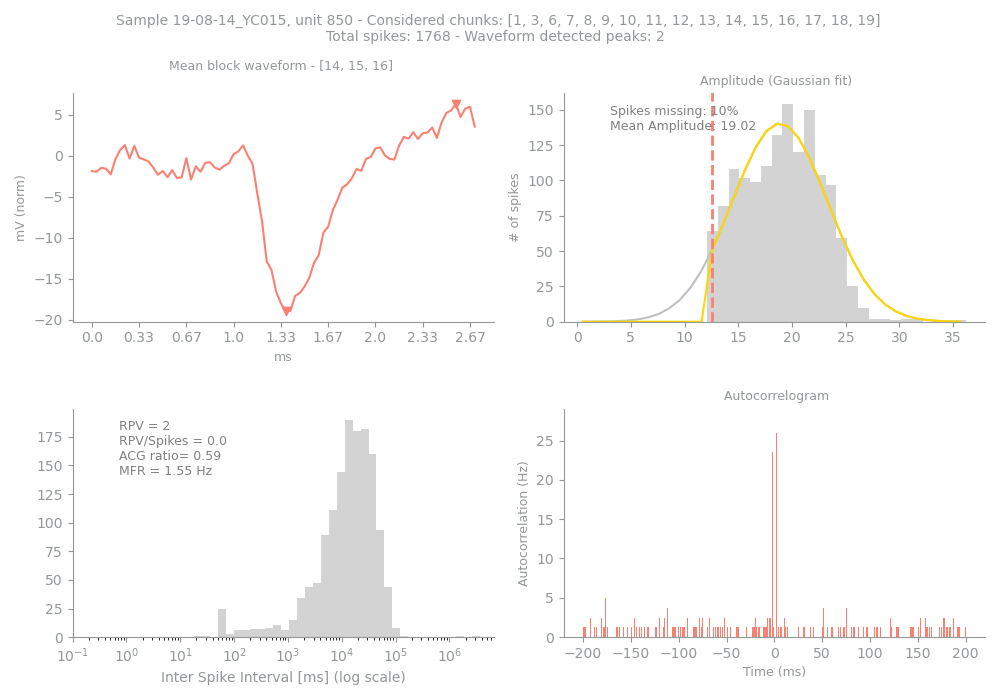 Sample 19-08-14_YC015, unit 850 - Considered chunks: [1, 3, 6, 7, 8, 9, 10, 11, 12, 13, 14, 15, 16, 17, 18, 19]
Total spikes: 1768 - Waveform detected peaks: 2
Mean block waveform - [14, 15, 16]
5
0
−5
−10
−15
−20
mV (norm)
0.0 0.33 0.67 1.0 1.33 1.67 2.0 2.33 2.67
ms
Amplitude (Gaussian fit)
Spikes missing: 10%
Mean Amplitude: 19.02
150
125
100
75
50
25
0
# of spikes
0 5 10 15 20 25 30 35
RPV = 2
RPV/Spikes = 0.0
ACG ratio= 0.59
MFR = 1.55 Hz
175
150
125
100
75
50
25
0
10⁻¹ 10⁰ 10¹ 10² 10³ 10⁴ 10⁵ 10⁶
Inter Spike Interval [ms] (log scale)
Autocorrelogram
25
20
15
10
5
0
Autocorrelation (Hz)
−200 −150 −100 −50 0 50 100 150 200
Time (ms)